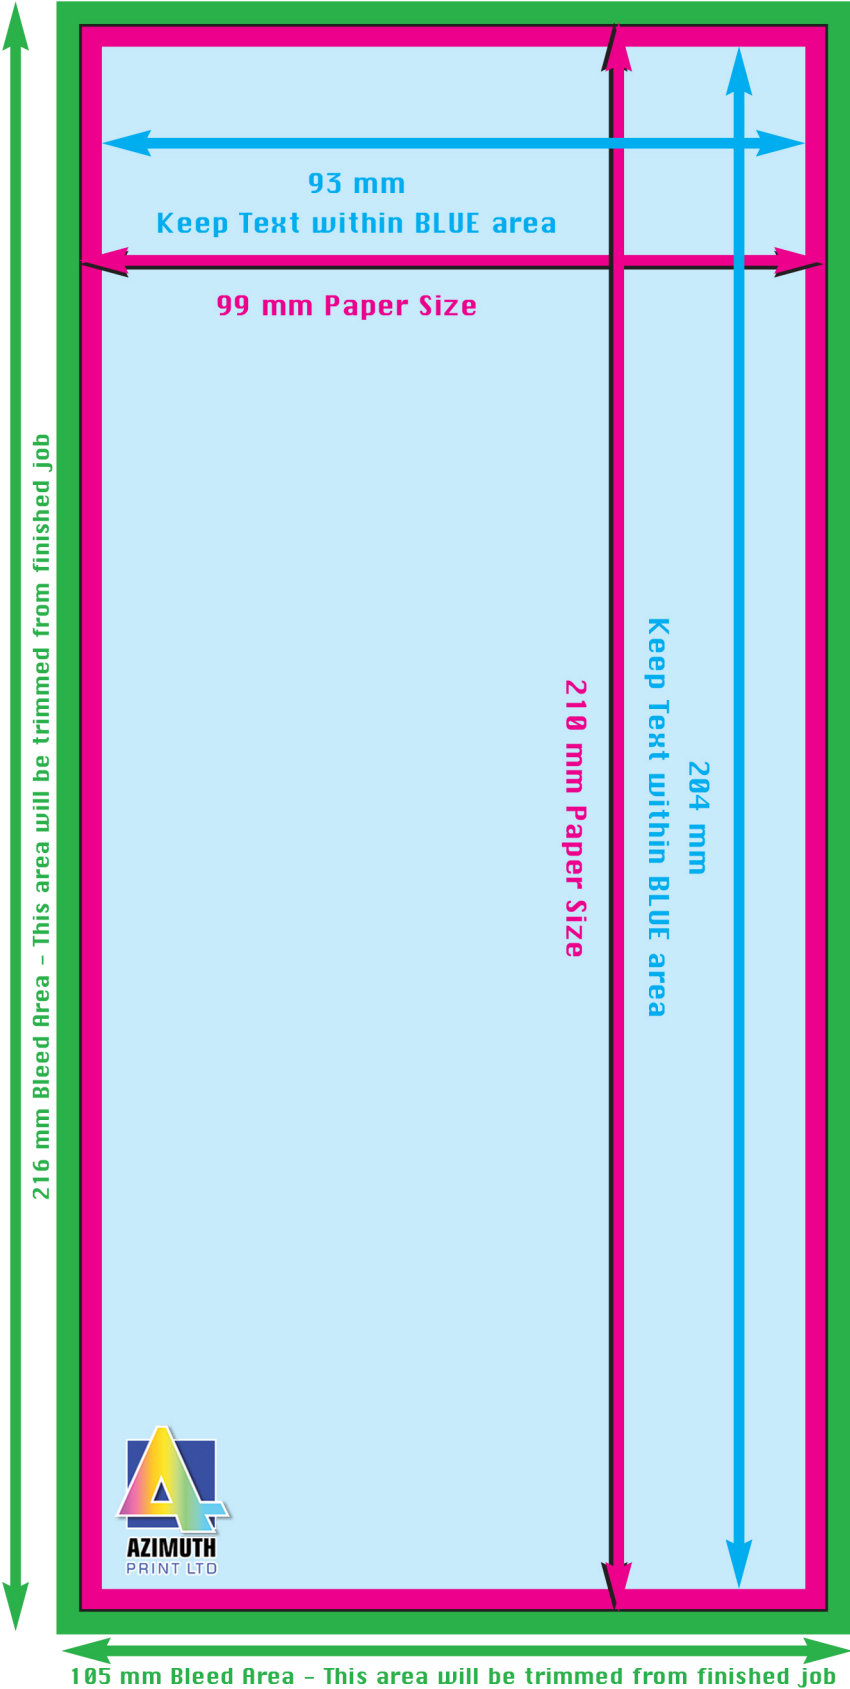 93 mm
Keep Text within BLUE area
99 mm Paper Size
216 mm Bleed Area - This area will be trimmed from finished job
210 mm Paper Size
204 mm
Keep Text within BLUE area
AZIMUTH
PRINT LTD
105 mm Bleed Area - This area will be trimmed from finished job